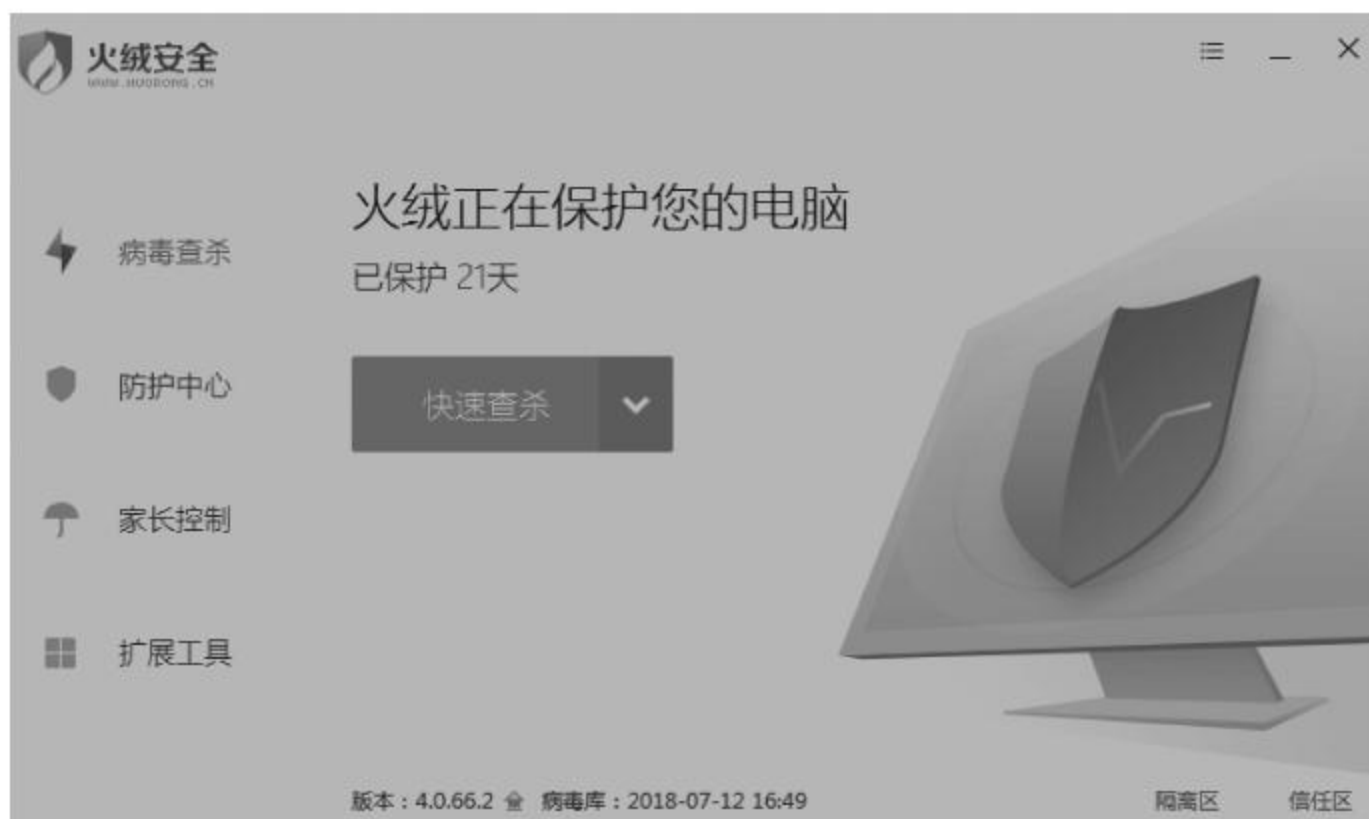 火绒安全
WWW.HUORONG.CN
火绒正在保护您的电脑
已保护 21天
病毒查杀
快速查杀
防护中心
家长控制
扩展工具
版本：4.0.66.2 病毒库：2018-07-12 16:49
隔离区 信任区